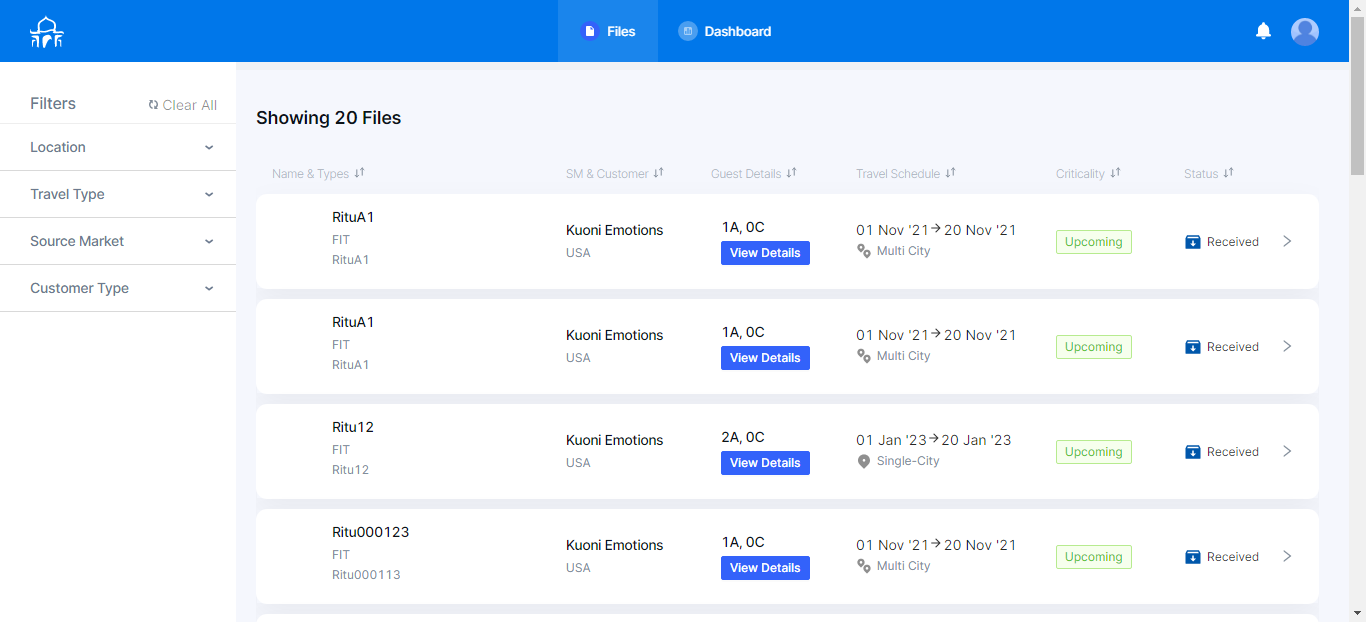 Files
Dashboard
Filters
Clear All
Location
Travel Type
Source Market
Customer Type
Showing 20 Files
Name & Types SM & Customer Guest Details Travel Schedule Criticality Status
RituA1
FIT
RituA1
Kuoni Emotions
USA
1A, 0C
View Details
01 Nov '21 → 20 Nov '21
Multi City
Upcoming
Received
RituA1
FIT
RituA1
Kuoni Emotions
USA
1A, 0C
View Details
01 Nov '21 → 20 Nov '21
Multi City
Upcoming
Received
Ritu12
FIT
Ritu12
Kuoni Emotions
USA
2A, 0C
View Details
01 Jan '23 → 20 Jan '23
Single-City
Upcoming
Received
Ritu000123
FIT
Ritu000113
Kuoni Emotions
USA
1A, 0C
View Details
01 Nov '21 → 20 Nov '21
Multi City
Upcoming
Received